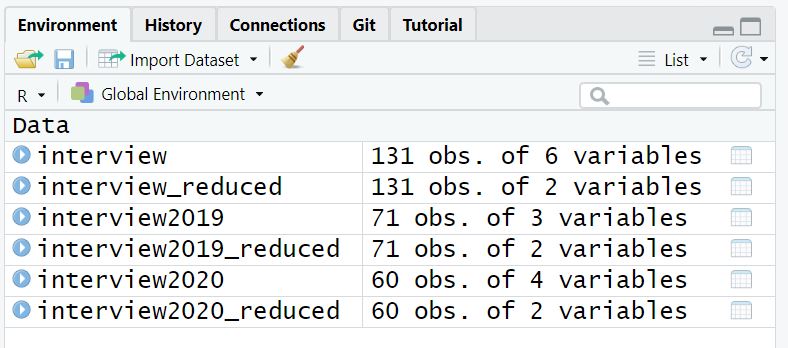 Environment History Connections Git Tutorial
Import Dataset List
R Global Environment
Data
interview 131 obs. of 6 variables
interview_reduced 131 obs. of 2 variables
interview2019 71 obs. of 3 variables
interview2019_reduced 71 obs. of 2 variables
interview2020 60 obs. of 4 variables
interview2020_reduced 60 obs. of 2 variables